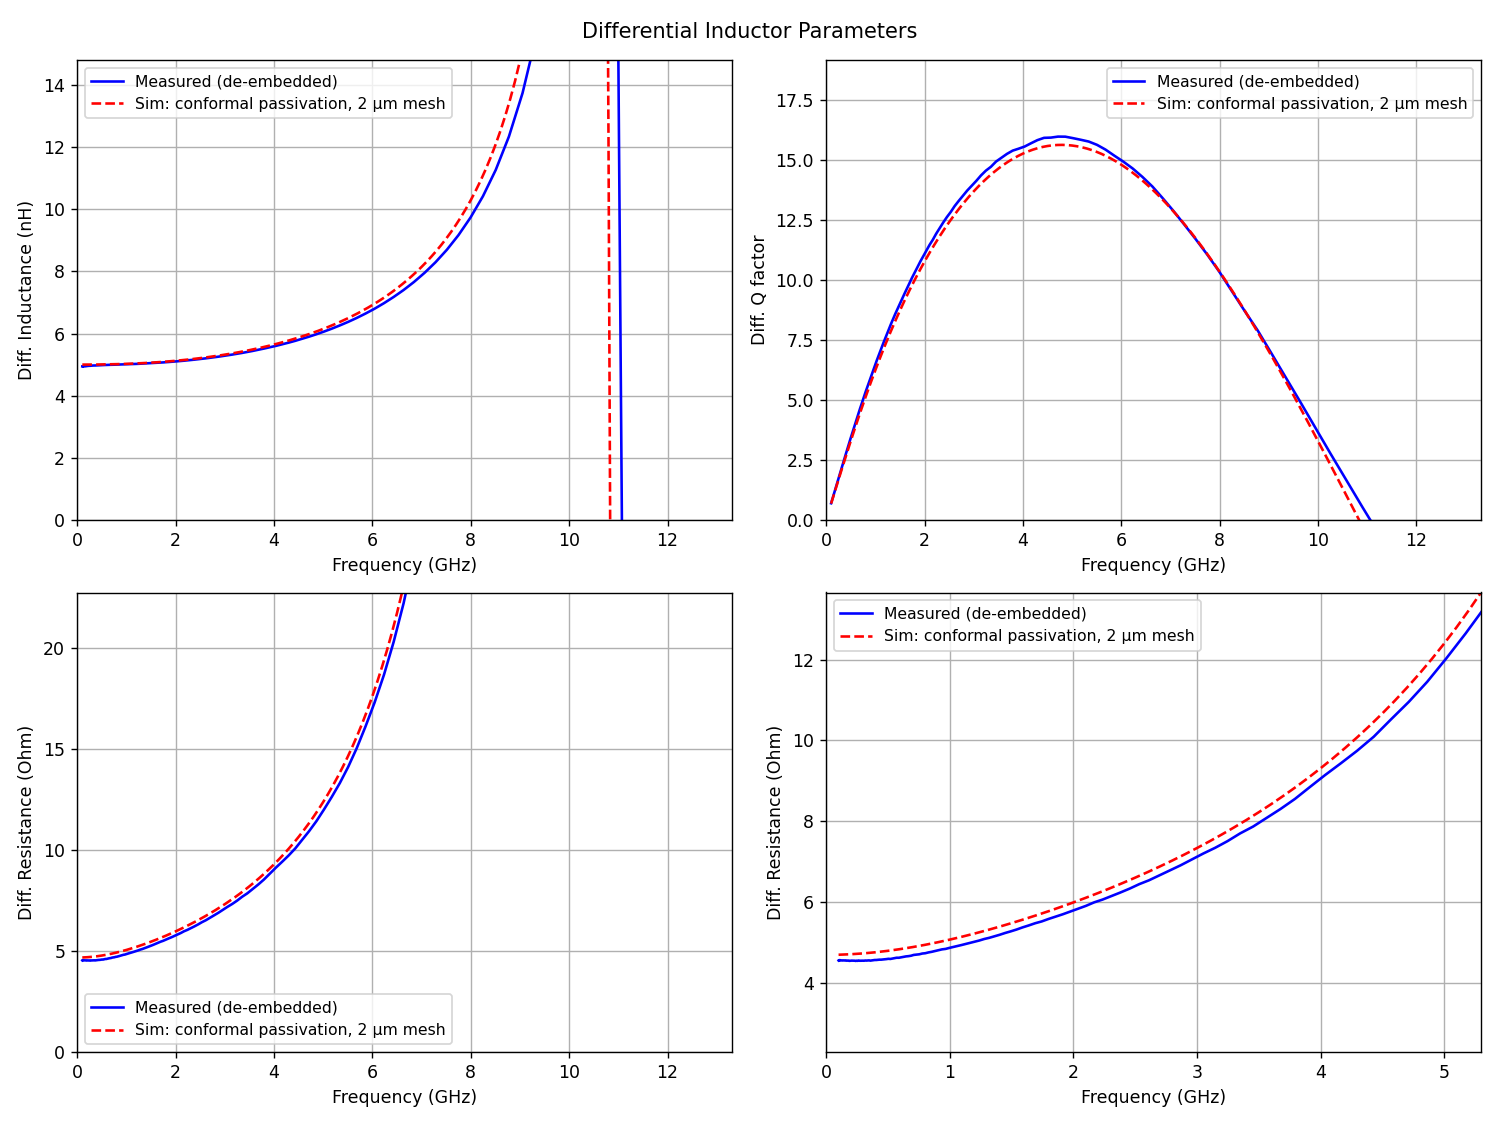 Differential Inductor Parameters
Diff. Inductance (nH)
14
12
10
8
6
4
2
0
Measured (de-embedded)
Sim: conformal passivation, 2 µm mesh
0 2 4 6 8 10 12
Frequency (GHz)
Diff. Q factor
17.5
15.0
12.5
10.0
7.5
5.0
2.5
0.0
Measured (de-embedded)
Sim: conformal passivation, 2 µm mesh
0 2 4 6 8 10 12
Frequency (GHz)
Diff. Resistance (Ohm)
20
15
10
5
0
Measured (de-embedded)
Sim: conformal passivation, 2 µm mesh
0 2 4 6 8 10 12
Frequency (GHz)
Diff. Resistance (Ohm)
12
10
8
6
4
Measured (de-embedded)
Sim: conformal passivation, 2 µm mesh
0 1 2 3 4 5
Frequency (GHz)